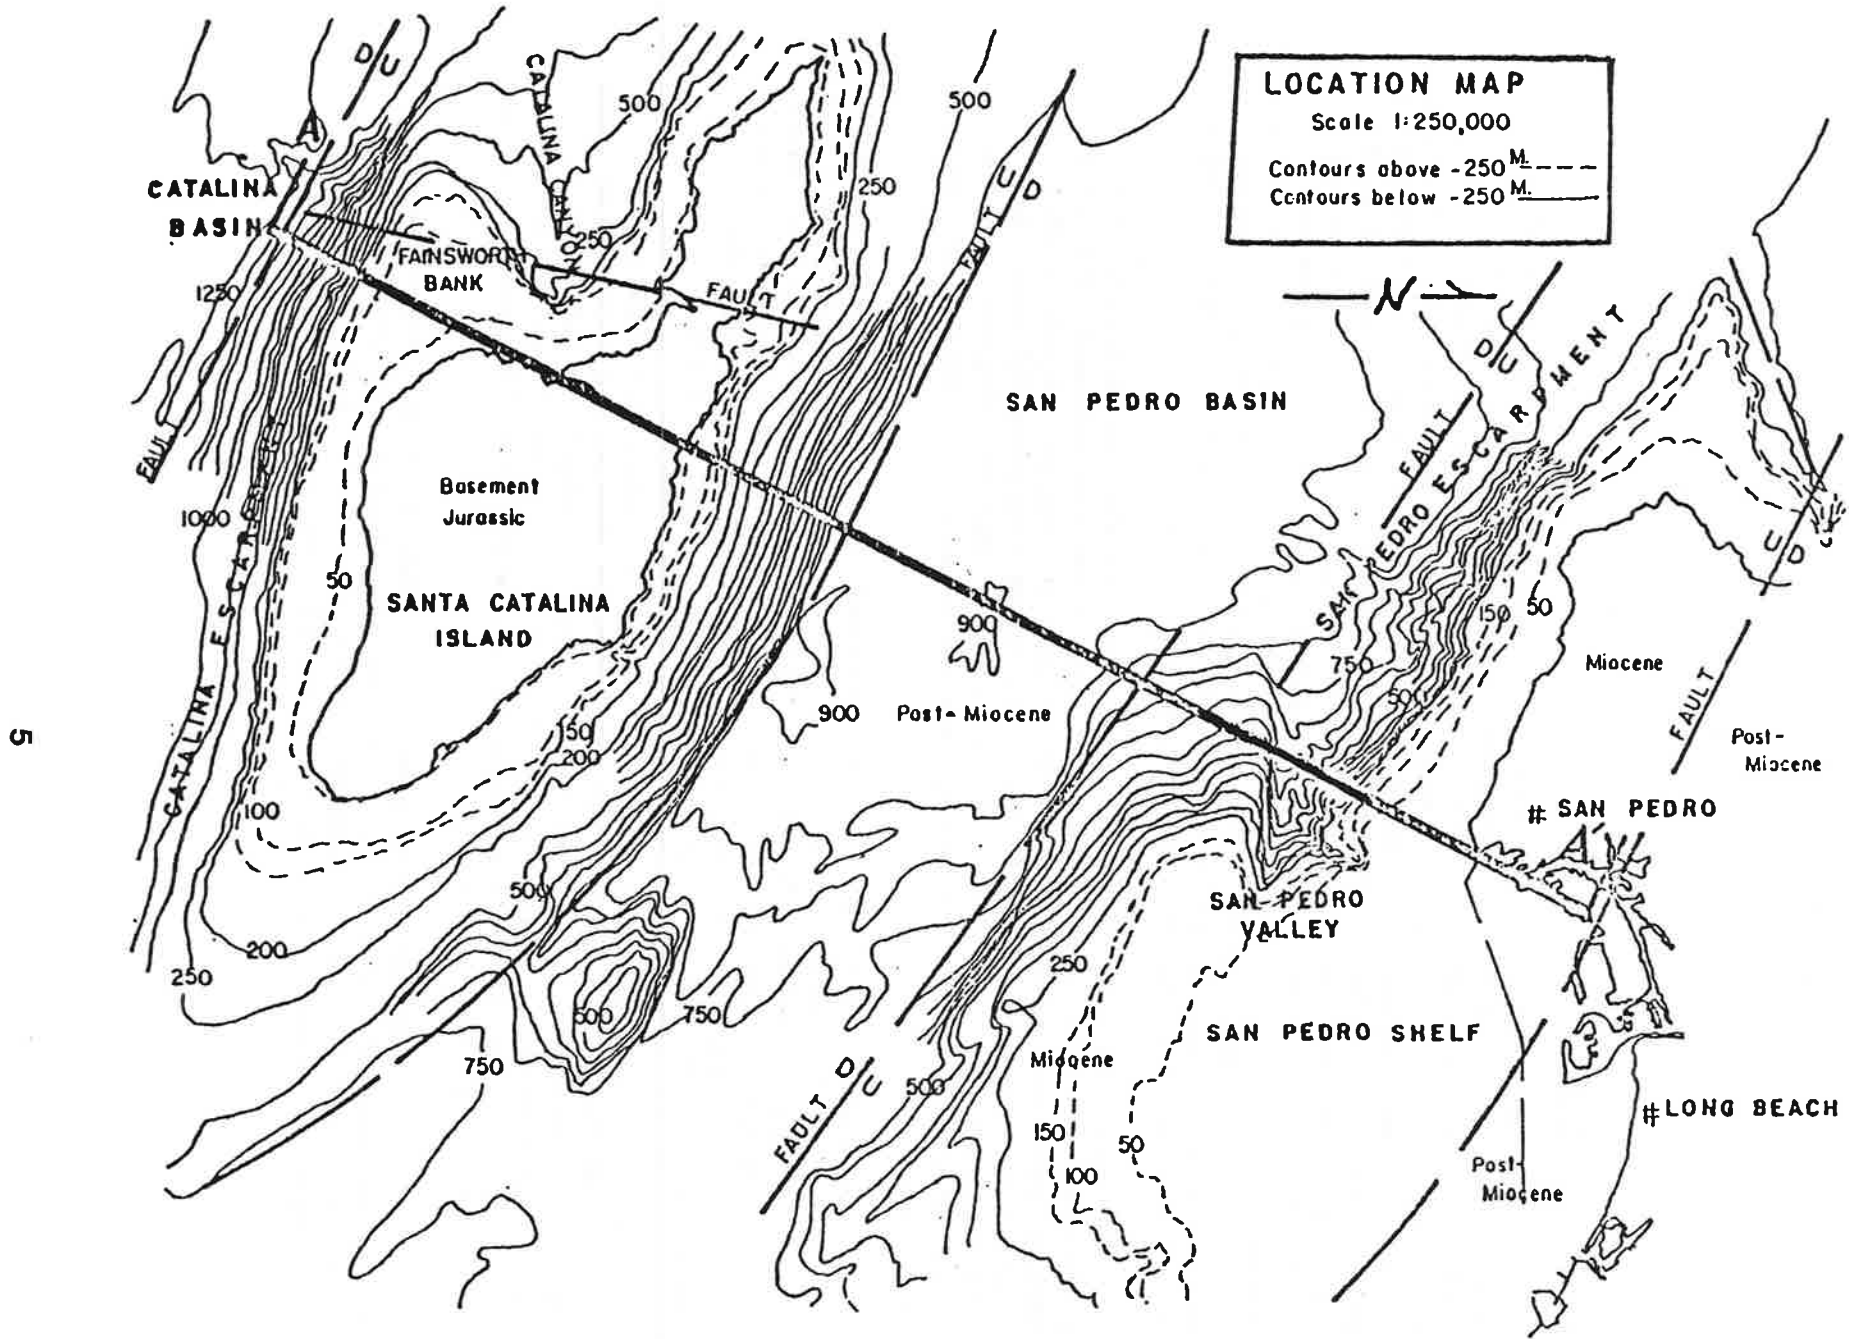 LOCATION MAP
Scale 1:250,000
Contours above -250 M.
Contours below -250 M.
D U
CATALINA CANYON
500
500
A
CATALINA
BASIN
250
U D
FAULT
250
FAINSWORTH
BANK
FAULT
1250
N
D U
SAN PEDRO ESCARPMENT
FAULT
SAN PEDRO BASIN
FAULT
Basement
Jurassic
1000
50
SANTA CATALINA
ISLAND
CATALINA ESCARPMENT
U D
150
50
900
Miocene
750
500
FAULT
900
Post-Miocene
Post-
Miocene
50
200
5
100
# SAN PEDRO
A'
500
SAN PEDRO
VALLEY
200
250
250
500
750
SAN PEDRO SHELF
750
Miocene
D U
500
FAULT
# LONG BEACH
150
50
100
Post-
Miocene